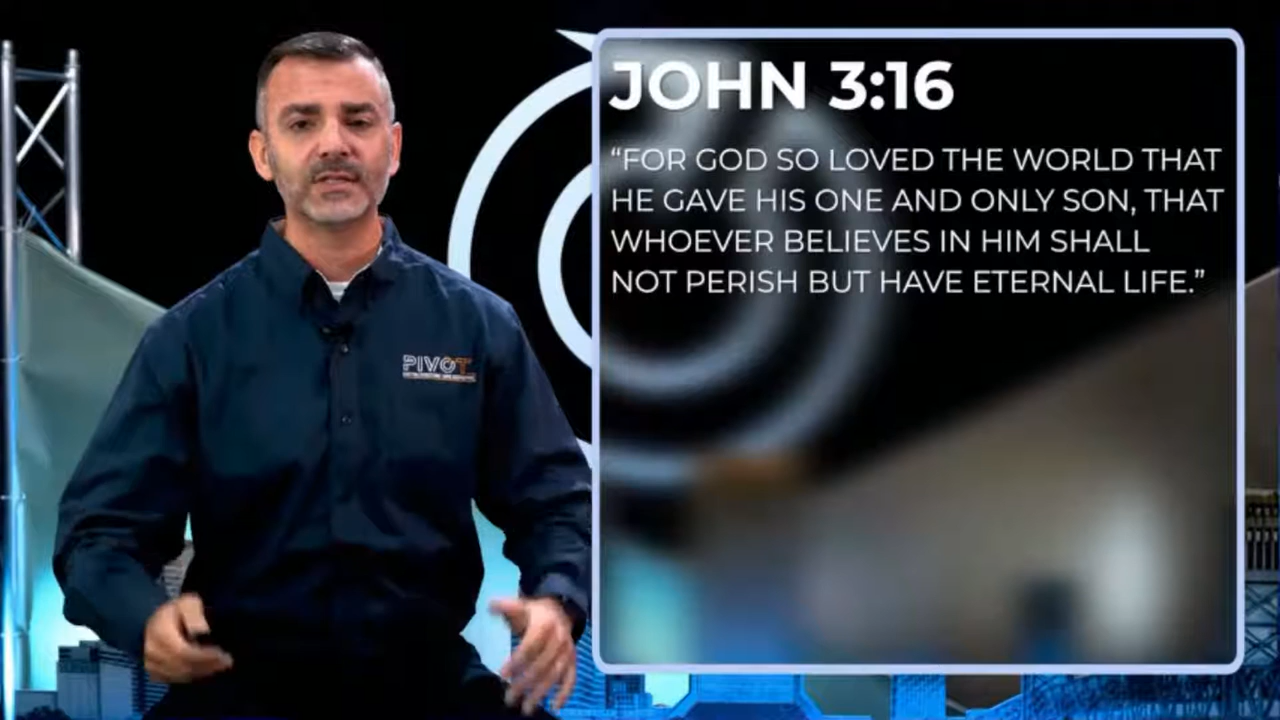 JOHN 3:16
“FOR GOD SO LOVED THE WORLD THAT
HE GAVE HIS ONE AND ONLY SON, THAT
WHOEVER BELIEVES IN HIM SHALL
NOT PERISH BUT HAVE ETERNAL LIFE.”
PIVOT